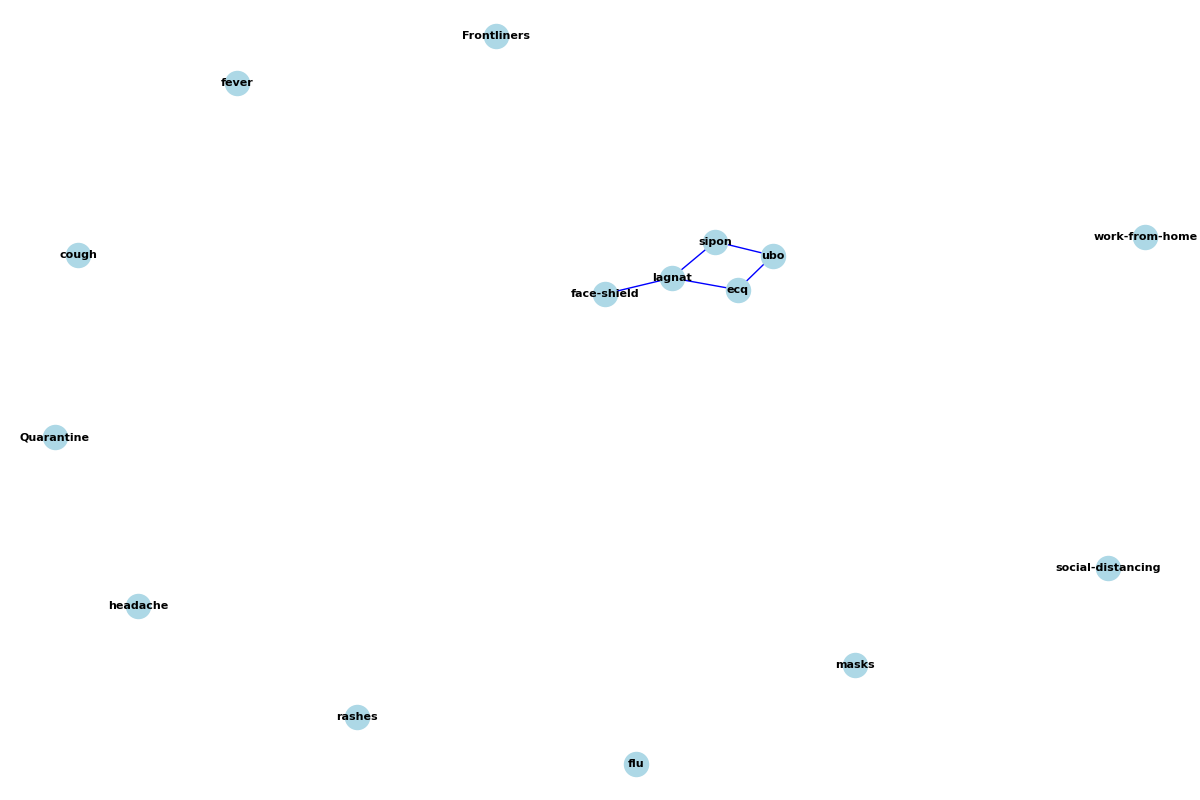 Frontliners
fever
work-from-home
sipon
cough
ubo
lagnat
ecq
face-shield
Quarantine
social-distancing
headache
masks
rashes
flu